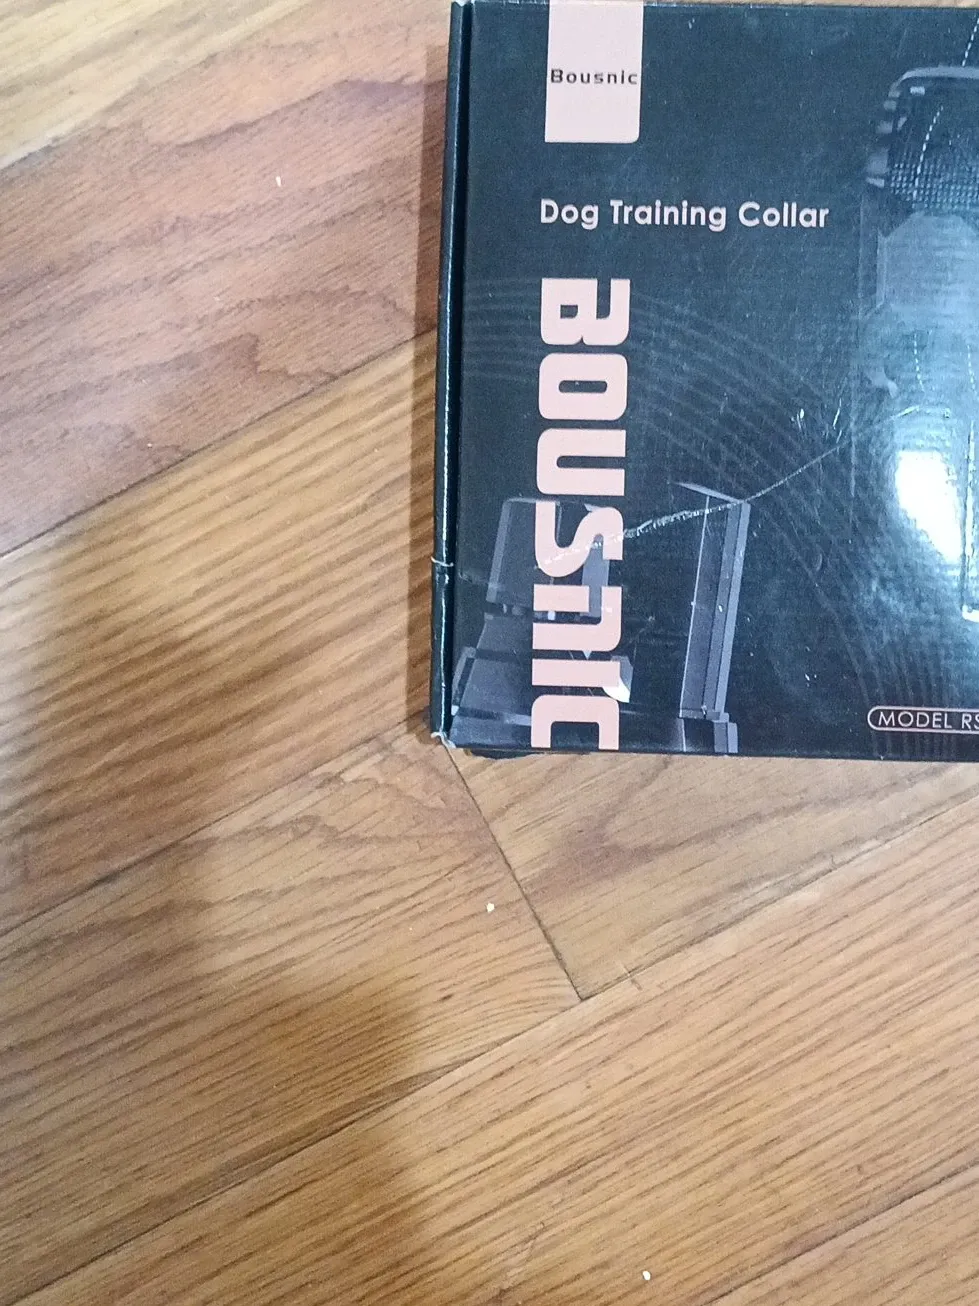 Bousnic
Dog Training Collar
BOUSNIC
MODEL RS